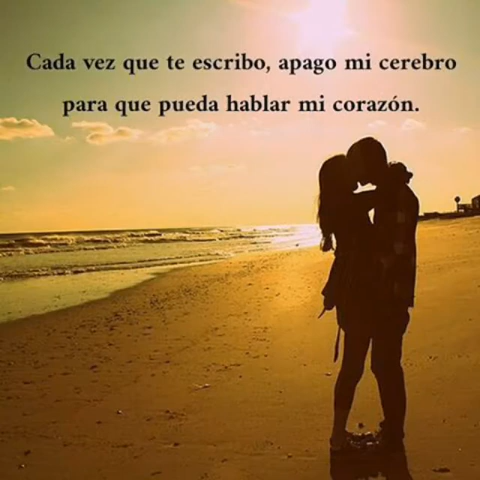 Cada vez que te escribo, apago mi cerebro
para que pueda hablar mi corazón.